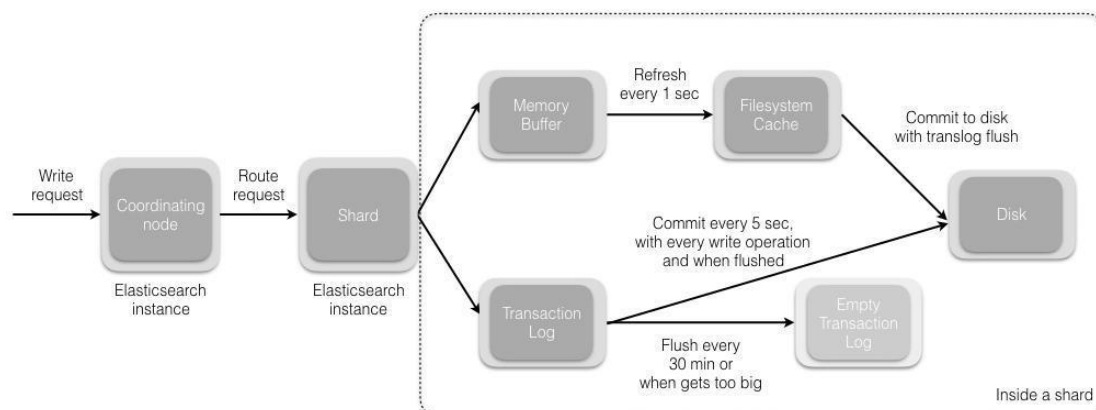 Write
request
Coordinating
node
Elasticsearch
instance
Route
request
Shard
Elasticsearch
instance
Memory
Buffer
Refresh
every 1 sec
Filesystem
Cache
Commit to disk
with translog flush
Disk
Commit every 5 sec,
with every write operation
and when flushed
Transaction
Log
Flush every
30 min or
when gets too big
Empty
Transaction
Log
Inside a shard